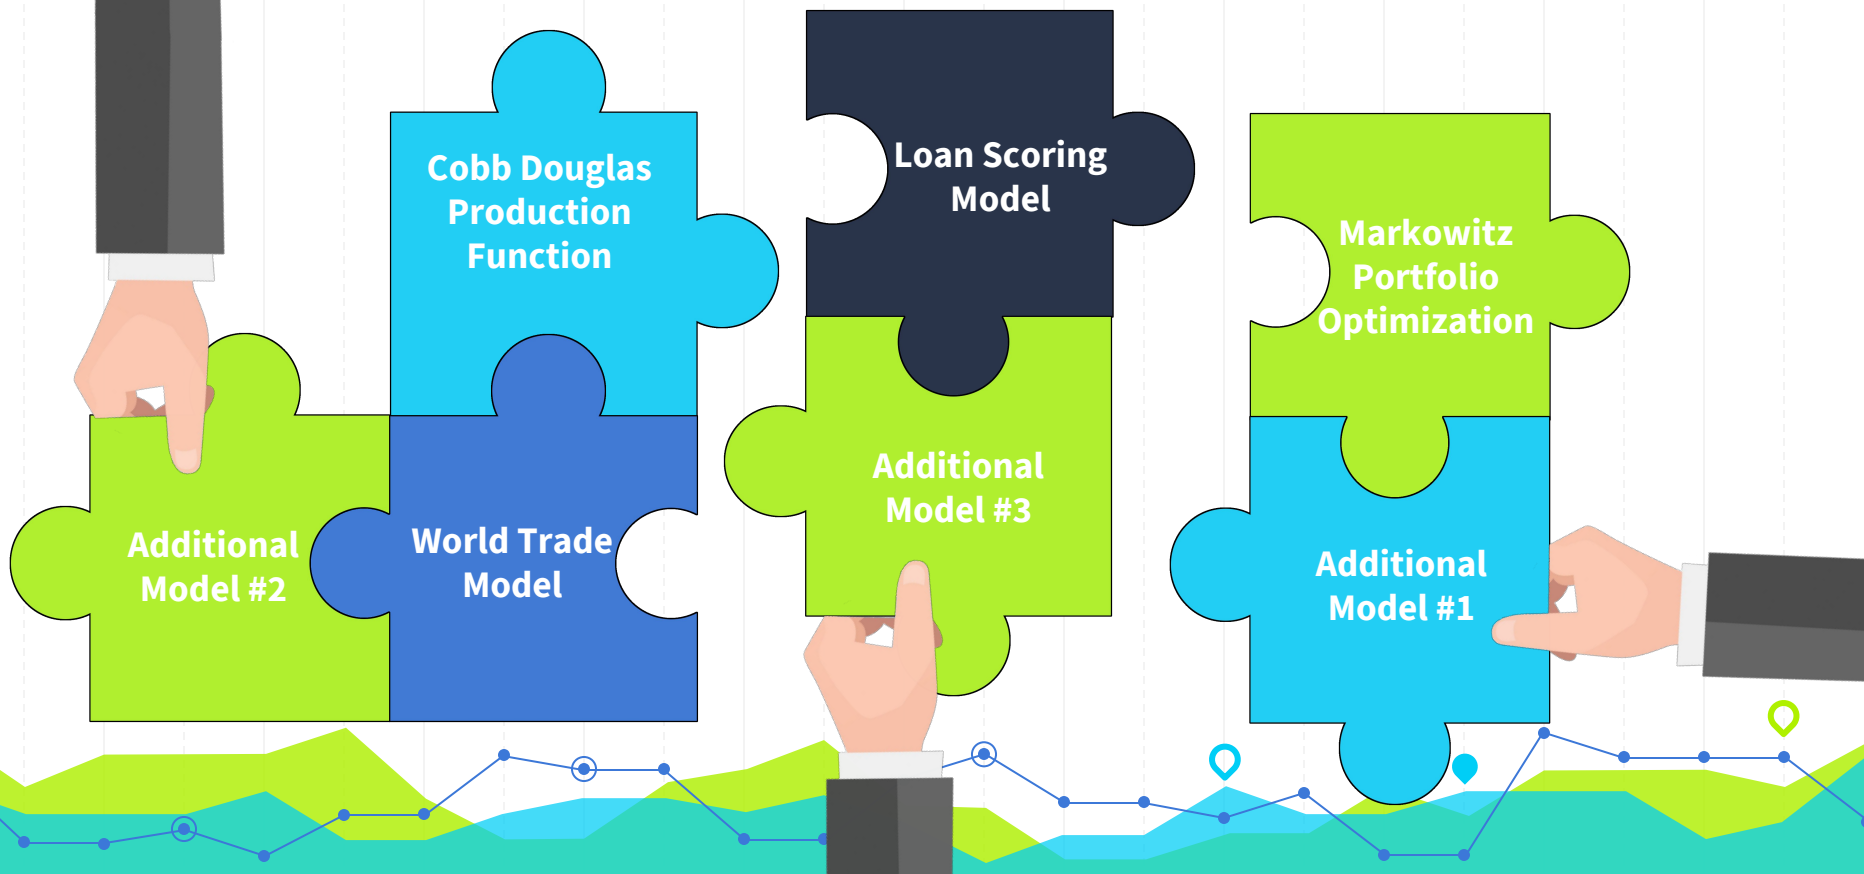 Cobb Douglas
Production
Function
Loan Scoring
Model
Markowitz
Portfolio
Optimization
Additional
Model #2
World Trade
Model
Additional
Model #3
Additional
Model #1